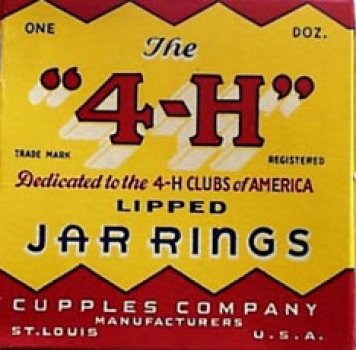 ONE DOZ.
The
"4-H"
TRADE MARK REGISTERED
Dedicated to the 4-H CLUBS of AMERICA
LIPPED
JAR RINGS
CUPPLES COMPANY
MANUFACTURERS
ST. LOUIS U.S.A.